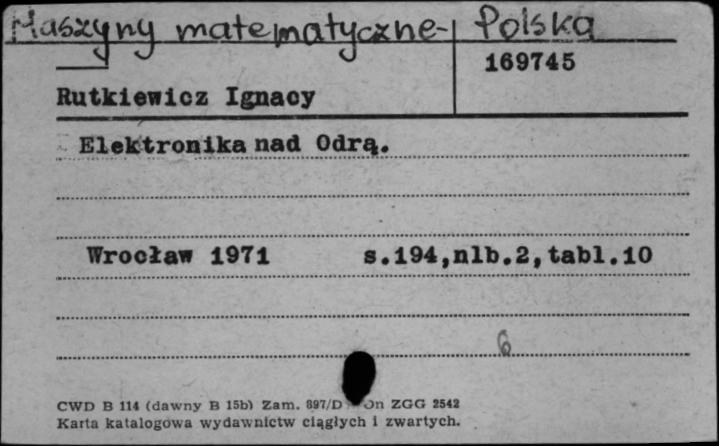 Maszyny matematyczne - Polska
169745
Rutkiewicz Ignacy
Elektronika nad Odrą.
Wrocław 1971 s.194,nlb.2,tabl.10
6
CWD B 114 (dawny B 15b) Zam. 897/D On ZGG 2542
Karta katalogowa wydawnictw ciągłych i zwartych.